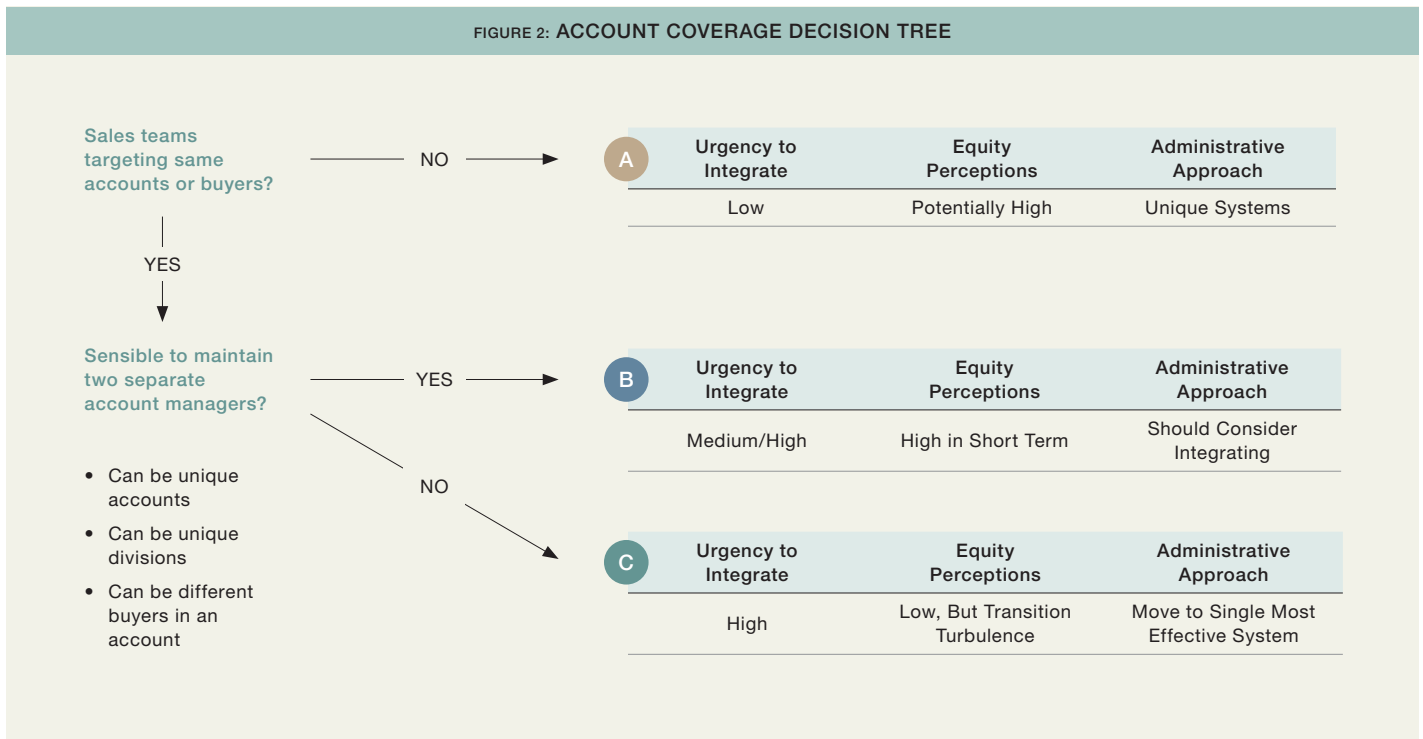 FIGURE 2: ACCOUNT COVERAGE DECISION TREE
Sales teams
targeting same
accounts or buyers?
NO
A
Urgency to
Integrate
Equity
Perceptions
Administrative
Approach
Low
Potentially High
Unique Systems
YES
Sensible to maintain
two separate
account managers?
YES
B
Urgency to
Integrate
Equity
Perceptions
Administrative
Approach
Medium/High
High in Short Term
Should Consider
Integrating
• Can be unique
accounts
• Can be unique
divisions
• Can be different
buyers in an
account
NO
C
Urgency to
Integrate
Equity
Perceptions
Administrative
Approach
High
Low, But Transition
Turbulence
Move to Single Most
Effective System